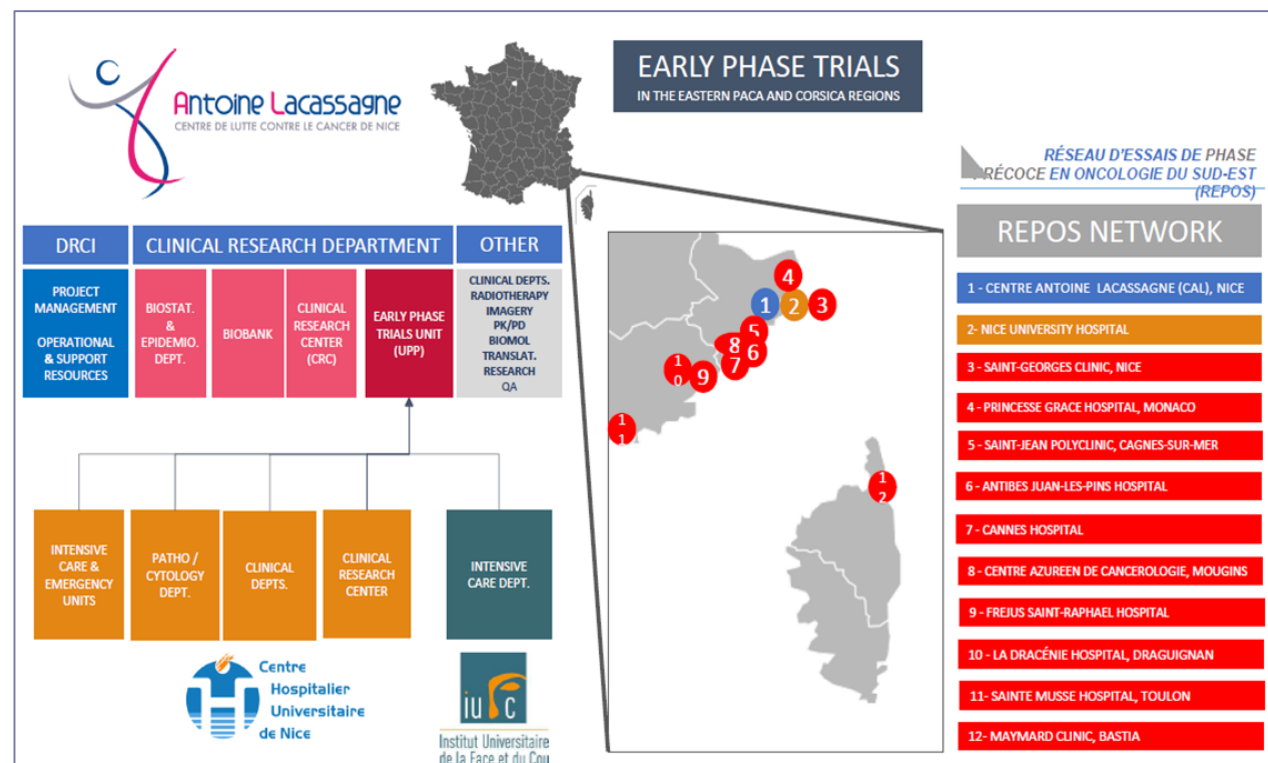 Antoine Lacassagne
CENTRE DE LUTTE CONTRE LE CANCER DE NICE
EARLY PHASE TRIALS
IN THE EASTERN PACA AND CORSICA REGIONS
RÉSEAU D'ESSAIS DE PHASE
PRÉCOCE EN ONCOLOGIE DU SUD-EST
(REPOS)
REPOS NETWORK
1 - CENTRE ANTOINE LACASSAGNE (CAL), NICE
2- NICE UNIVERSITY HOSPITAL
3 - SAINT-GEORGES CLINIC, NICE
4 - PRINCESSE GRACE HOSPITAL, MONACO
5 - SAINT-JEAN POLYCLINIC, CAGNES-SUR-MER
6 - ANTIBES JUAN-LES-PINS HOSPITAL
7 - CANNES HOSPITAL
8 - CENTRE AZUREEN DE CANCEROLOGIE, MOUGINS
9 - FREJUS SAINT-RAPHAEL HOSPITAL
10 - LA DRACÉNIE HOSPITAL, DRAGUIGNAN
11- SAINTE MUSSE HOSPITAL, TOULON
12- MAYMARD CLINIC, BASTIA
DRCI
CLINICAL RESEARCH DEPARTMENT
OTHER
PROJECT
MANAGEMENT
OPERATIONAL
& SUPPORT
RESOURCES
BIOSTAT.
&
EPIDEMIO.
DEPT.
BIOBANK
CLINICAL
RESEARCH
CENTER
(CRC)
EARLY PHASE
TRIALS UNIT
(UPP)
CLINICAL DEPTS.
RADIOTHERAPY
IMAGERY
PK/PD
BIOMOL
TRANSLAT.
RESEARCH
QA
INTENSIVE
CARE &
EMERGENCY
UNITS
PATHO /
CYTOLOGY
DEPT.
CLINICAL
DEPTS.
CLINICAL
RESEARCH
CENTER
INTENSIVE
CARE DEPT.
Centre
Hospitalier
Universitaire
de Nice
iufc
Institut Universitaire
de la Face et du Cou
4
1
2
3
5
8
6
7
10
9
11
12